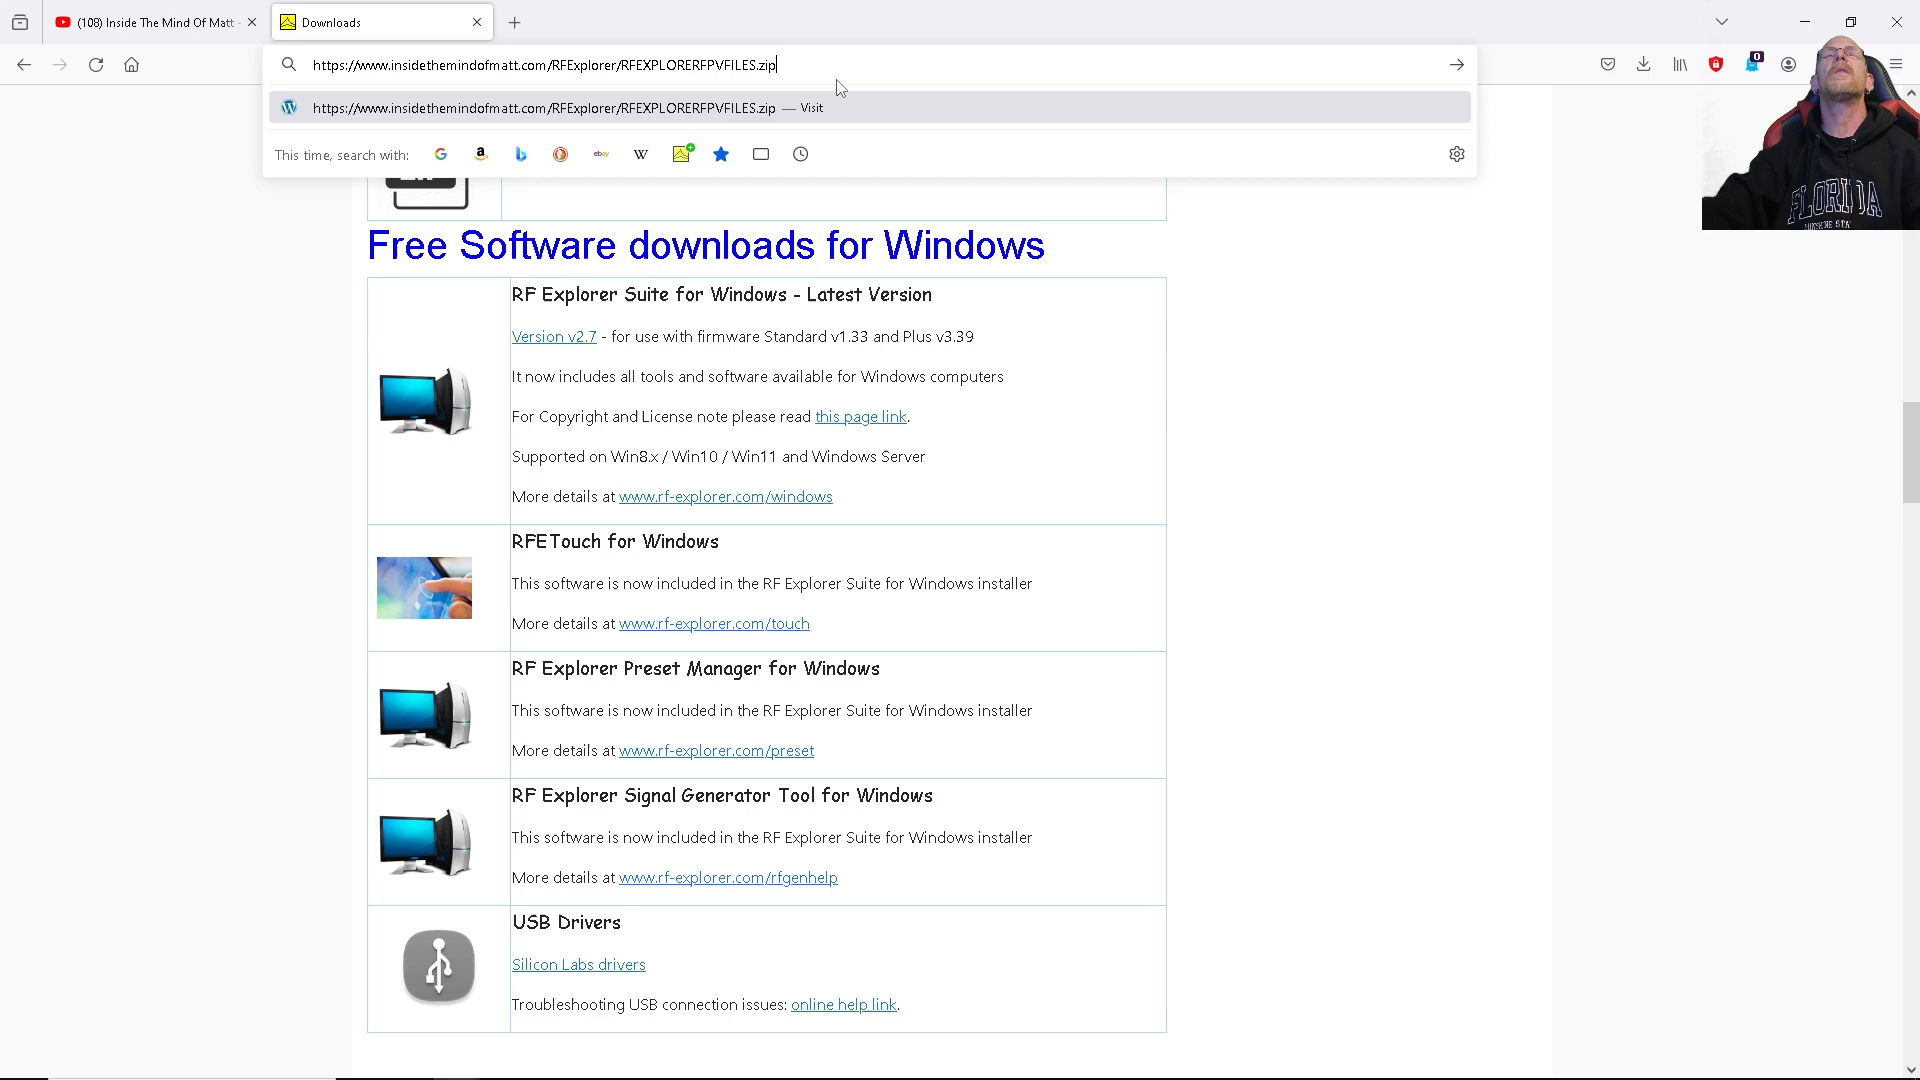 (108) Inside The Mind Of Matt -
Downloads
https://www.insidethemindofmatt.com/RFExplorer/RFEXPLORERFPVFILES.zip
0
https://www.insidethemindofmatt.com/RFExplorer/RFEXPLORERFPVFILES.zip — Visit
This time, search with:
G
a
ebay
W
FLORIDA
SUNSHINE STA
Free Software downloads for Windows
RF Explorer Suite for Windows - Latest Version
Version v2.7 - for use with firmware Standard v1.33 and Plus v3.39
It now includes all tools and software available for Windows computers
For Copyright and License note please read this page link.
Supported on Win8.x / Win10 / Win11 and Windows Server
More details at www.rf-explorer.com/windows
RFETouch for Windows
This software is now included in the RF Explorer Suite for Windows installer
More details at www.rf-explorer.com/touch
RF Explorer Preset Manager for Windows
This software is now included in the RF Explorer Suite for Windows installer
More details at www.rf-explorer.com/preset
RF Explorer Signal Generator Tool for Windows
This software is now included in the RF Explorer Suite for Windows installer
More details at www.rf-explorer.com/rfgenhelp
USB Drivers
Silicon Labs drivers
Troubleshooting USB connection issues: online help link.